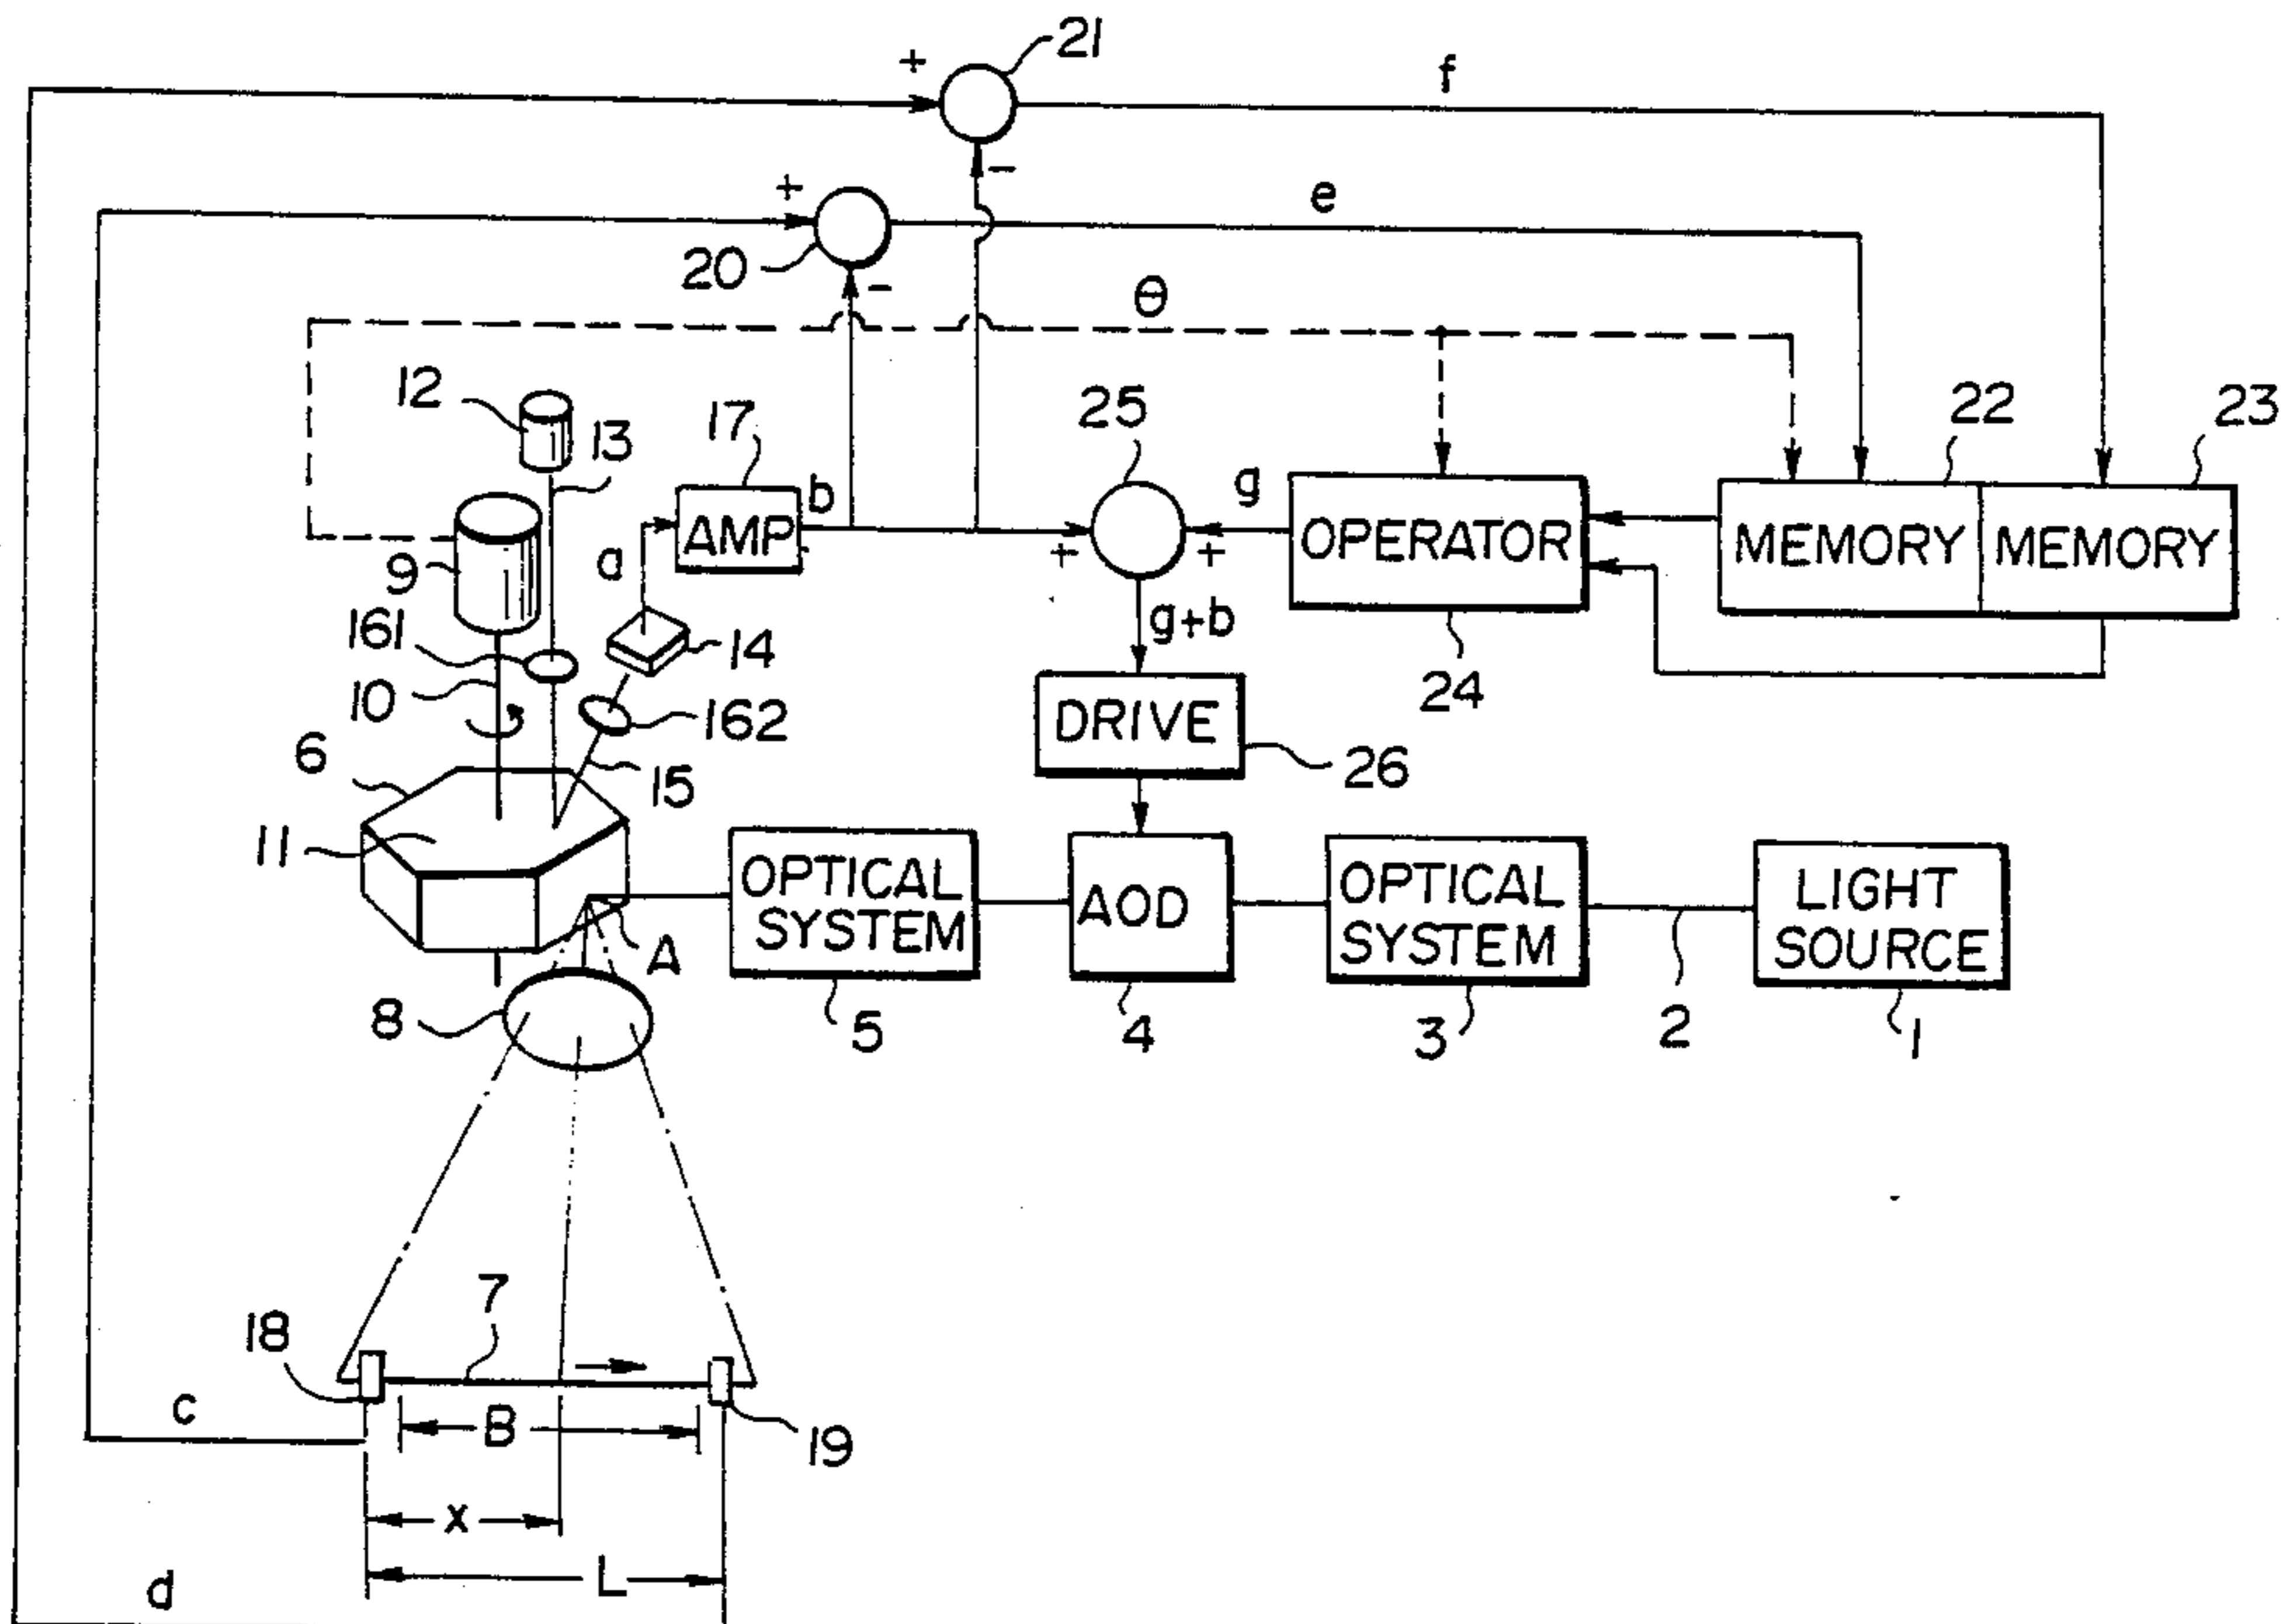 21
+
f
-
+
e
20
-
θ
12
13
17
25
22
23
b
g
AMP
+
+
OPERATOR
MEMORY
MEMORY
9
a
161
14
g+b
24
10
162
DRIVE
6
15
26
11
OPTICAL
SYSTEM
AOD
OPTICAL
SYSTEM
LIGHT
SOURCE
A
8
5
4
3
2
1
7
18
c
B
19
x
d
L